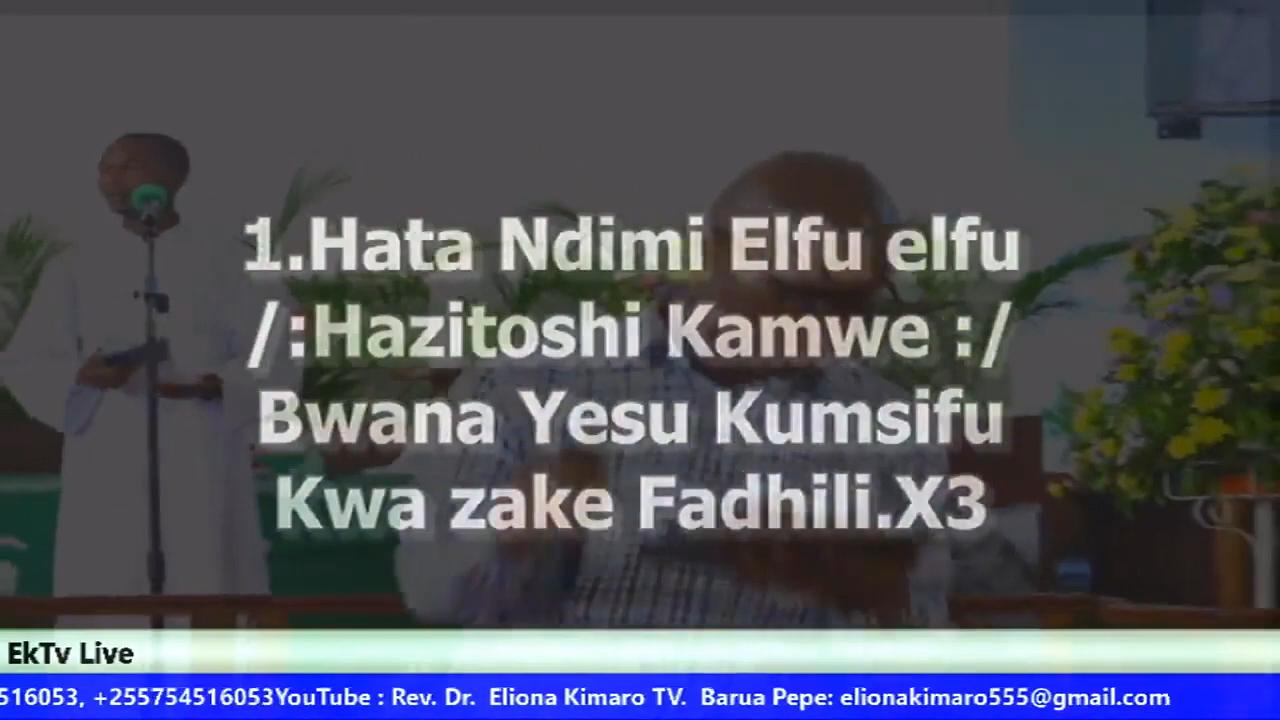 1.Hata Ndimi Elfu elfu
/:Hazitoshi Kamwe :/
Bwana Yesu Kumsifu
Kwa zake Fadhili.X3
EkTv Live
516053, +255754516053YouTube : Rev. Dr. Eliona Kimaro TV. Barua Pepe: elionakimaro555@gmail.com